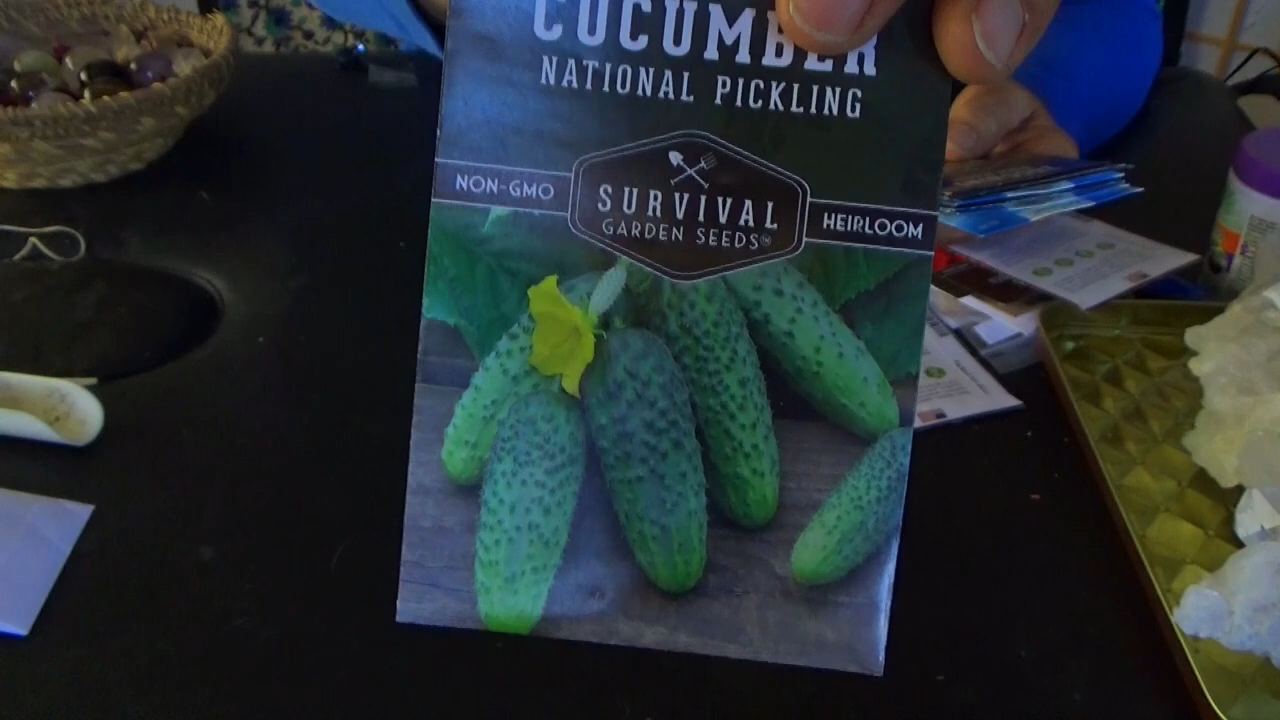 CUCUMBER
NATIONAL PICKLING
NON-GMO
SURVIVAL
GARDEN SEEDS®
HEIRLOOM